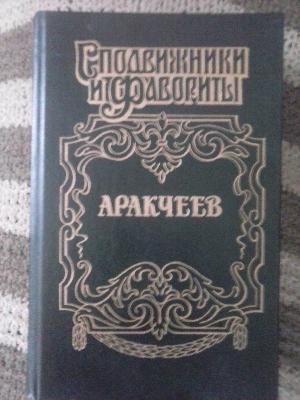 Сподвижники
и фавориты
Аракчеев